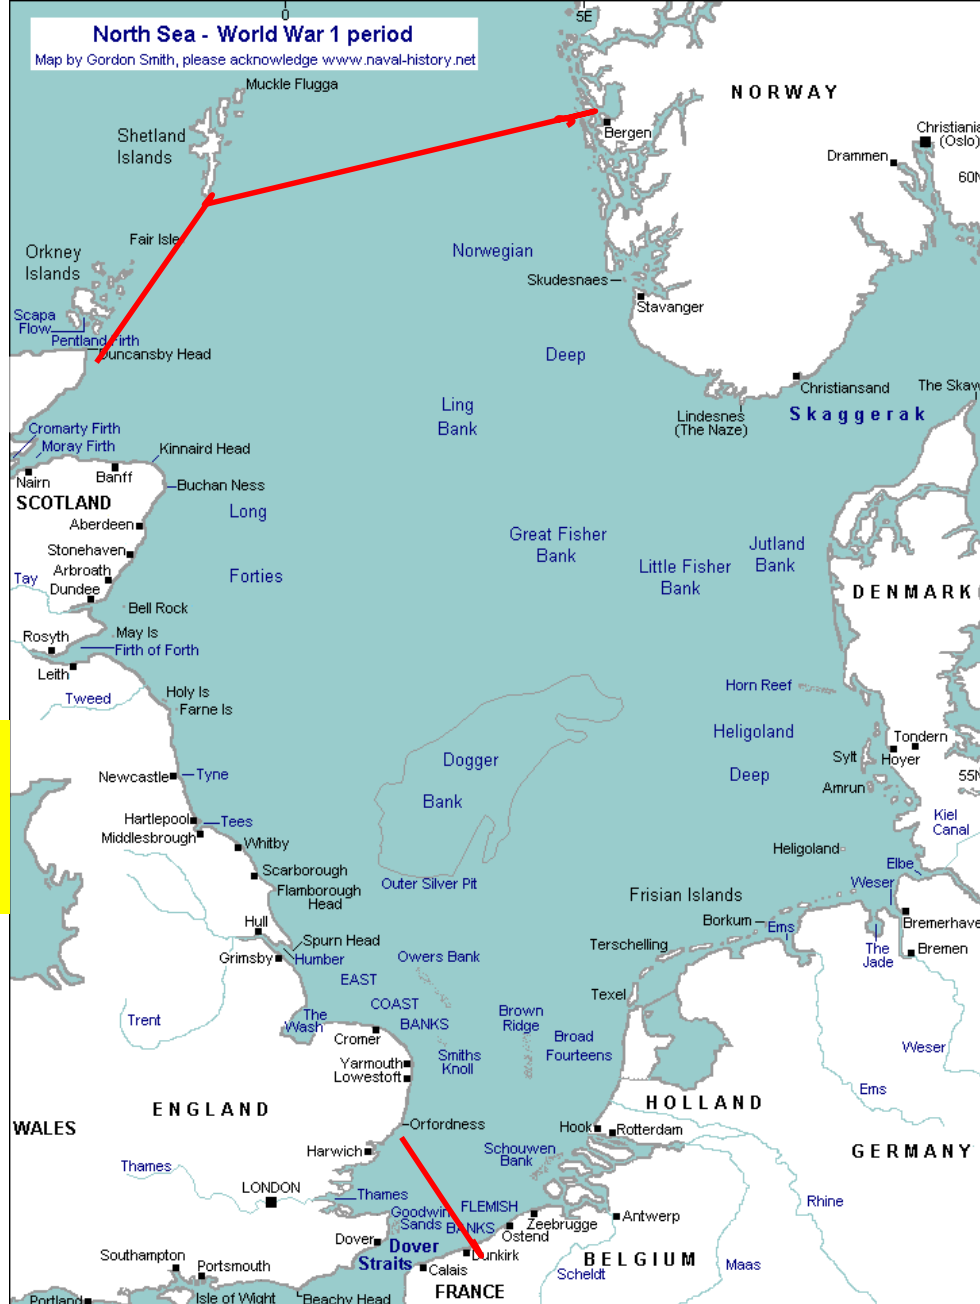 0
5E
North Sea - World War 1 period
Map by Gordon Smith, please acknowledge www.naval-history.net
Muckle Flugga
NORWAY
Shetland
Islands
Bergen
Christiania
(Oslo)
Drammen
60N
Fair Isle
Orkney
Islands
Norwegian
Skudesnaes
Stavanger
Scapa
Flow
Pentland Firth
Duncansby Head
Deep
Christiansand
The Skaw
Lindesnes
(The Naze)
Skaggerak
Ling
Bank
Cromarty Firth
Moray Firth
Kinnaird Head
Nairn
Banff
Buchan Ness
SCOTLAND
Long
Aberdeen
Great Fisher
Bank
Jutland
Bank
Stonehaven
Arbroath
Forties
Little Fisher
Bank
Tay
Dundee
DENMARK
Bell Rock
Rosyth
May Is
Firth of Forth
Leith
Tweed
Holy Is
Farne Is
Horn Reef
Heligoland
Tondern
Sylt
Hoyer
Dogger
Deep
Newcastle
Tyne
55N
Amrun
Bank
Kiel
Canal
Hartlepool
Tees
Middlesbrough
Whitby
Heligoland
Elbe
Scarborough
Flamborough
Head
Outer Silver Pit
Weser
Frisian Islands
Hull
Borkum
Ems
Bremerhave
Spurn Head
Humber
Grimsby
Terschelling
The
Jade
Bremen
Owers Bank
EAST
Texel
COAST
Brown
Ridge
Trent
The
Wash
BANKS
Cromer
Broad
Fourteens
Weser
Yarmouth
Lowestoft
Smiths
Knoll
Ems
ENGLAND
HOLLAND
WALES
Orfordness
Hook
Rotterdam
Harwich
Schouwen
Bank
GERMANY
Thames
LONDON
Thames
Goodwin
Sands
FLEMISH
BANKS
Zeebrugge
Antwerp
Rhine
Ostend
Dover
Dover
Straits
Dunkirk
BELGIUM
Southampton
Portsmouth
Calais
Scheldt
Maas
FRANCE
Portland
Isle of Wight
Beachy Head